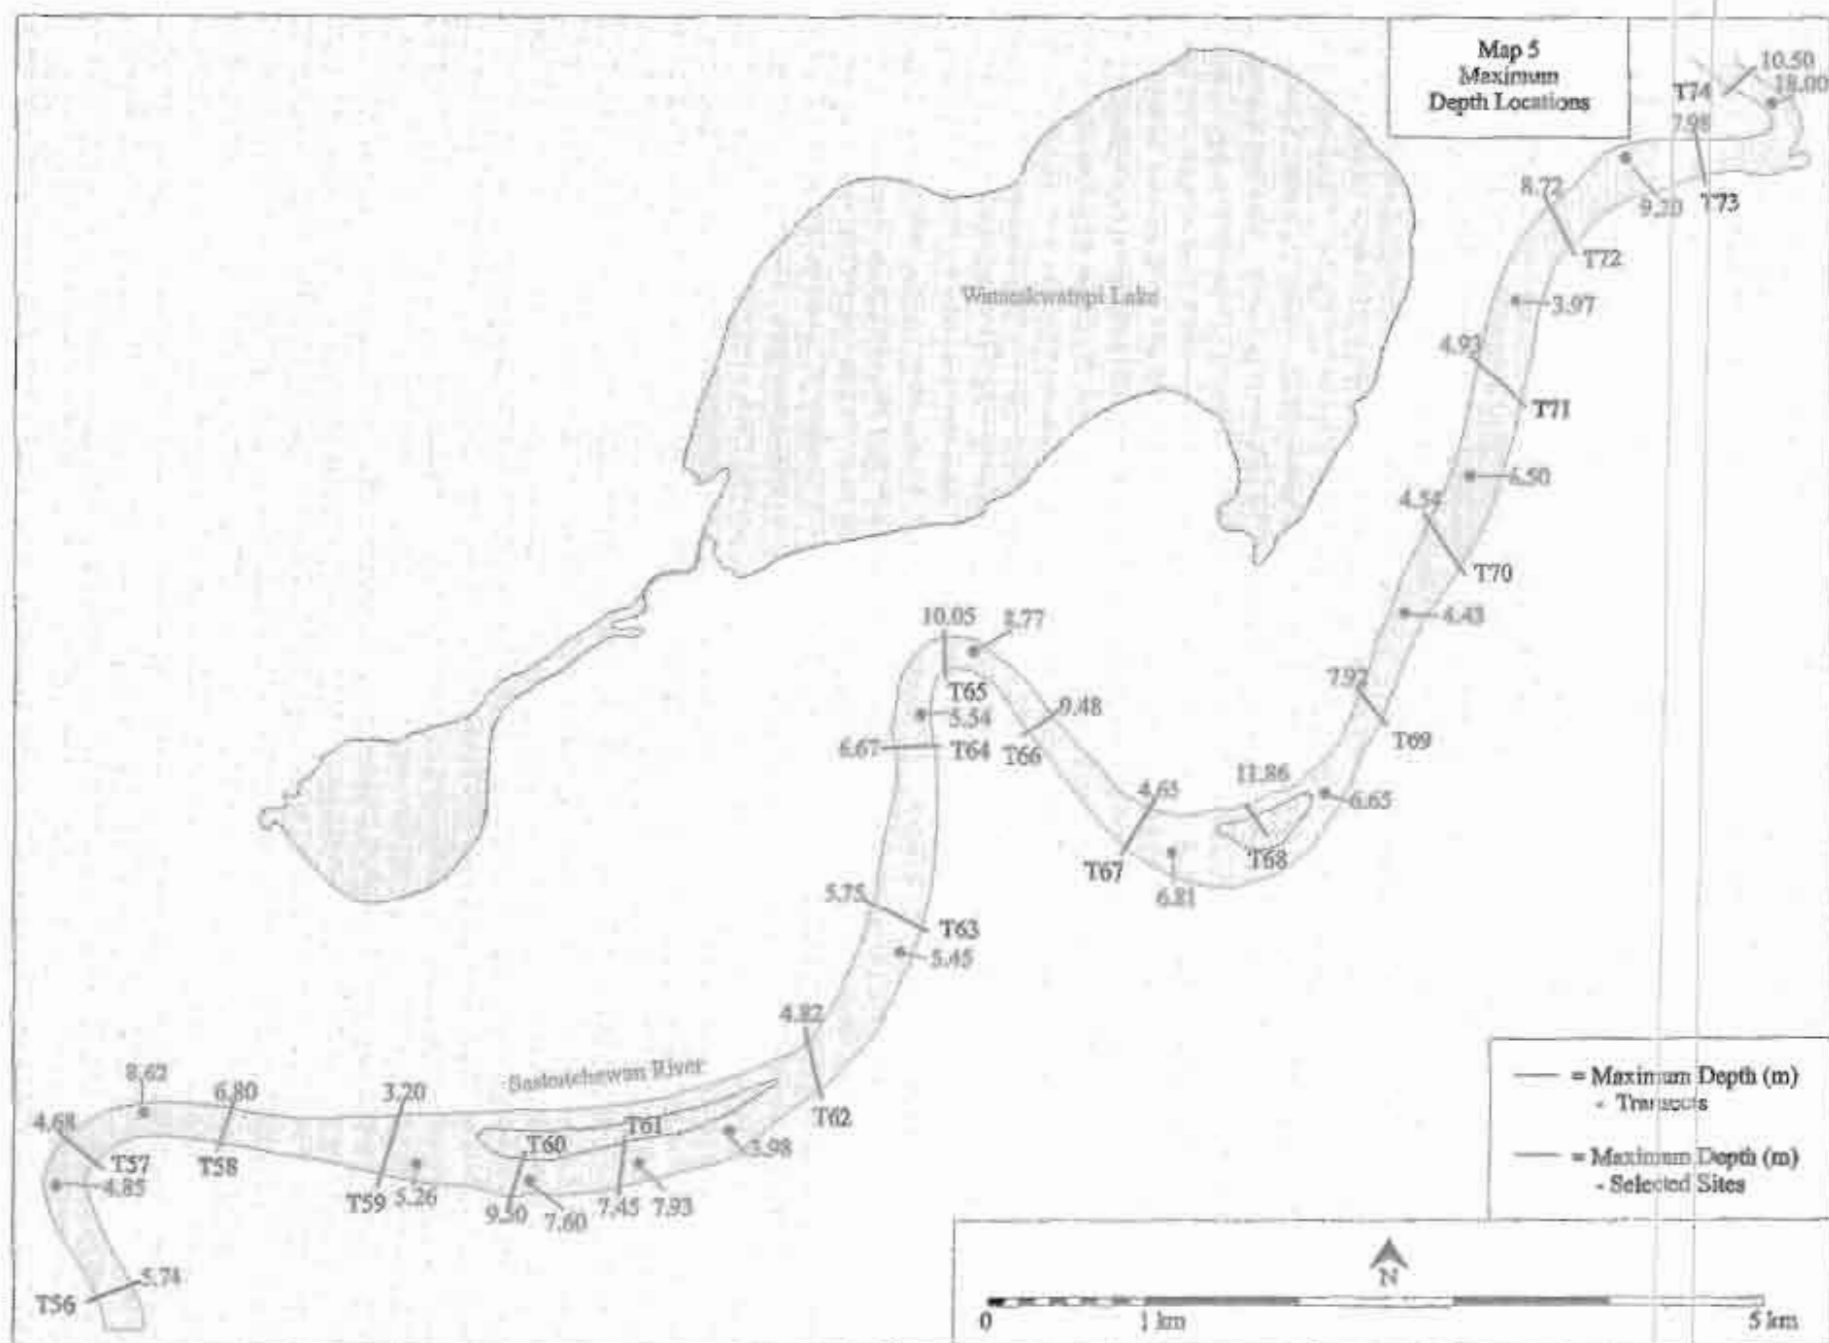 Map 5
Maximum
Depth Locations
10.50
18.00
T74
7.98
T73
9.20
8.72
T72
3.97
4.93
T71
6.50
4.54
T70
4.43
7.92
T69
6.65
11.86
T68
6.81
4.65
T67
9.48
T66
8.77
10.05
T65
5.54
6.67
T64
5.75
T63
5.45
4.82
T62
Lake
Saskatchewan River
3.98
T61
7.45
7.93
T60
9.50
7.60
3.20
T59
5.26
6.80
T58
8.62
4.68
T57
4.85
5.74
T56
= Maximum Depth (m)
- Transects
= Maximum Depth (m)
- Selected Sites
N
0
1 km
5 km